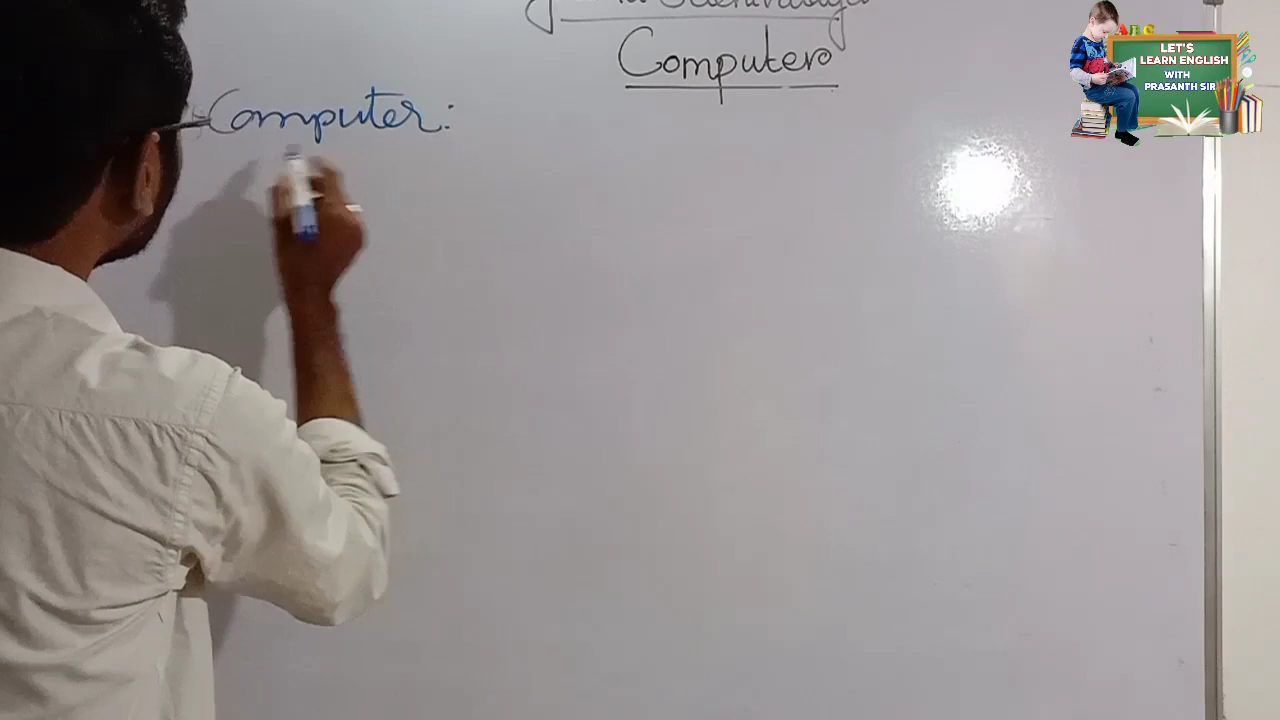 Computer
Computer:
LET'S
LEARN ENGLISH
WITH
PRASANTH SIR